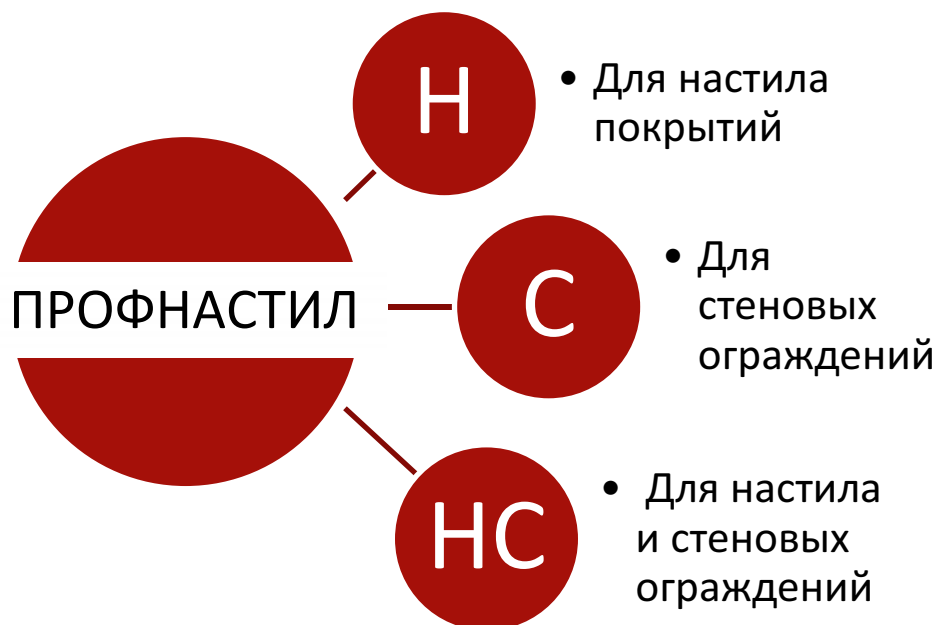 ПРОФНАСТИЛ
Н
• Для настила
покрытий
С
• Для
стеновых
ограждений
НС
• Для настила
и стеновых
ограждений